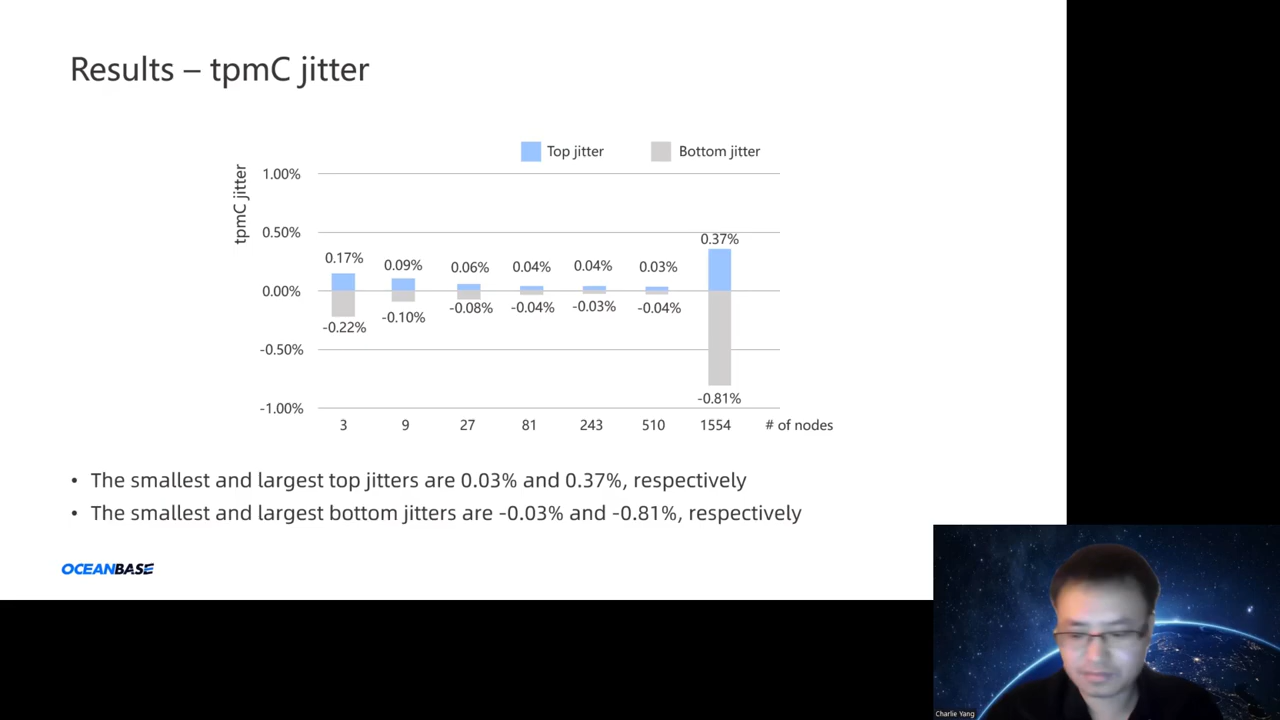 Results – tpmC jitter
Top jitter
Bottom jitter
tpmC jitter
1.00%
0.50%
0.00%
-0.50%
-1.00%
0.17%
0.09%
0.06%
0.04%
0.04%
0.03%
0.37%
-0.22%
-0.10%
-0.08%
-0.04%
-0.03%
-0.04%
-0.81%
3
9
27
81
243
510
1554
# of nodes
• The smallest and largest top jitters are 0.03% and 0.37%, respectively
• The smallest and largest bottom jitters are -0.03% and -0.81%, respectively
OCEANBASE
Charlie Yang